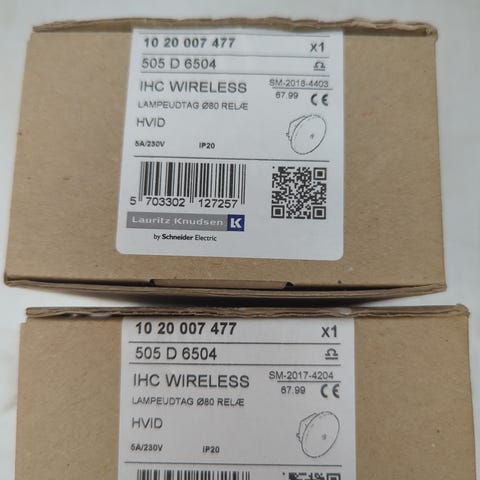 10 20 007 477 x1
505 D 6504
IHC WIRELESS SM-2018-4403
LAMPEUDTAG Ø80 RELÆ 67.99 CE
HVID
5A/230V IP20
5 703302 127257
Lauritz Knudsen K
by Schneider Electric
10 20 007 477 x1
505 D 6504
IHC WIRELESS SM-2017-4204
LAMPEUDTAG Ø80 RELÆ 67.99 CE
HVID
5A/230V IP20